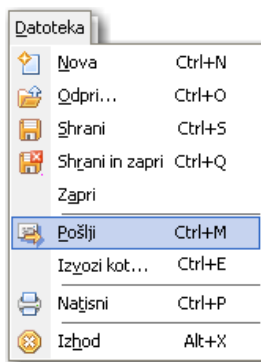 Datoteka
Nova Ctrl+N
Odpri... Ctrl+O
Shrani Ctrl+S
Shrani in zapri Ctrl+Q
Zapri
Pošlji Ctrl+M
Izvozi kot... Ctrl+E
Natisni Ctrl+P
Izhod Alt+X